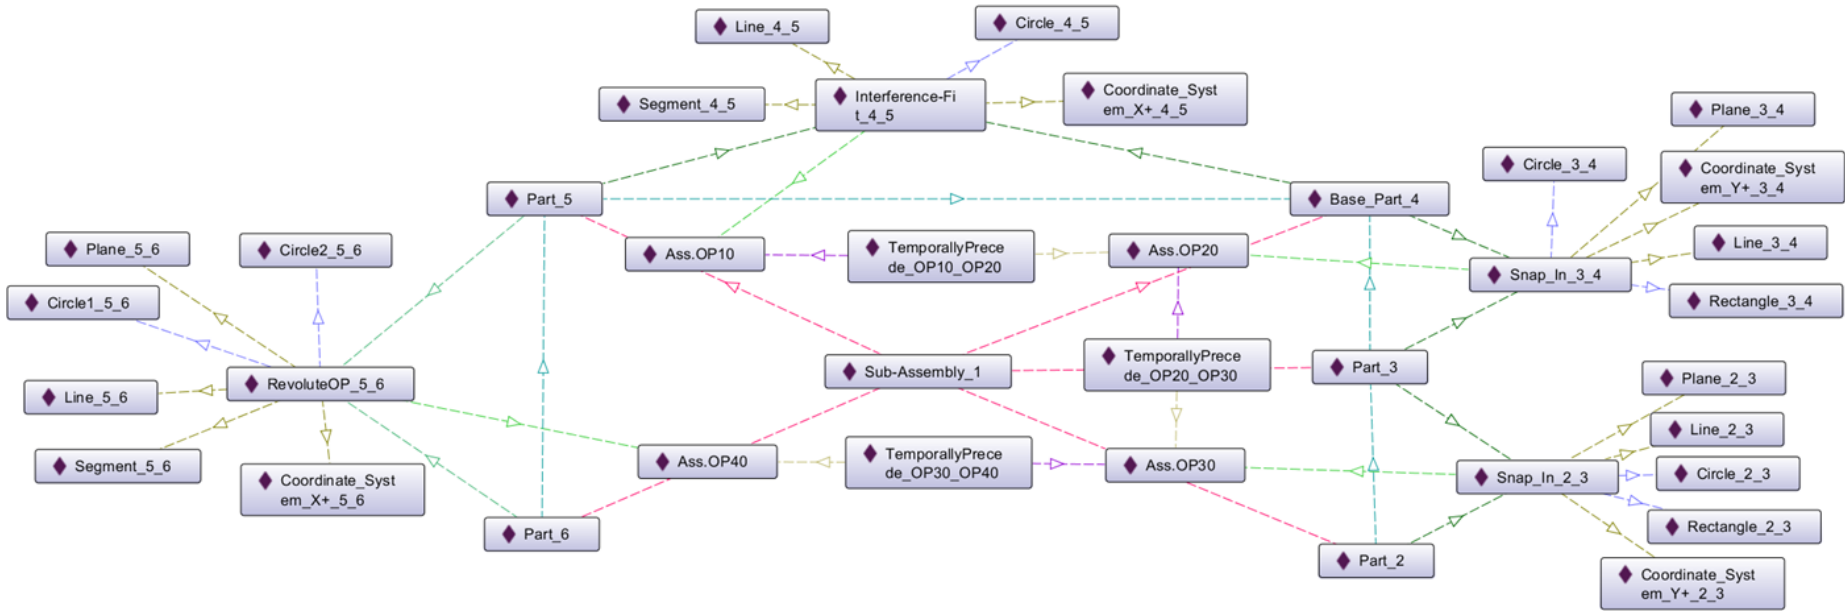 Line_4_5
Circle_4_5
Interference-Fi
t_4_5
Segment_4_5
Coordinate_Syst
em_X+_4_5
Plane_3_4
Circle_3_4
Coordinate_Syst
em_Y+_3_4
Part_5
Base_Part_4
Plane_5_6
Circle2_5_6
Ass.OP10
TemporallyPrece
de_OP10_OP20
Ass.OP20
Line_3_4
Snap_In_3_4
Circle1_5_6
Rectangle_3_4
RevoluteOP_5_6
Sub-Assembly_1
TemporallyPrece
de_OP20_OP30
Part_3
Plane_2_3
Line_5_6
Line_2_3
Segment_5_6
Ass.OP40
TemporallyPrece
de_OP30_OP40
Ass.OP30
Snap_In_2_3
Circle_2_3
Coordinate_Syst
em_X+_5_6
Part_6
Rectangle_2_3
Part_2
Coordinate_Syst
em_Y+_2_3